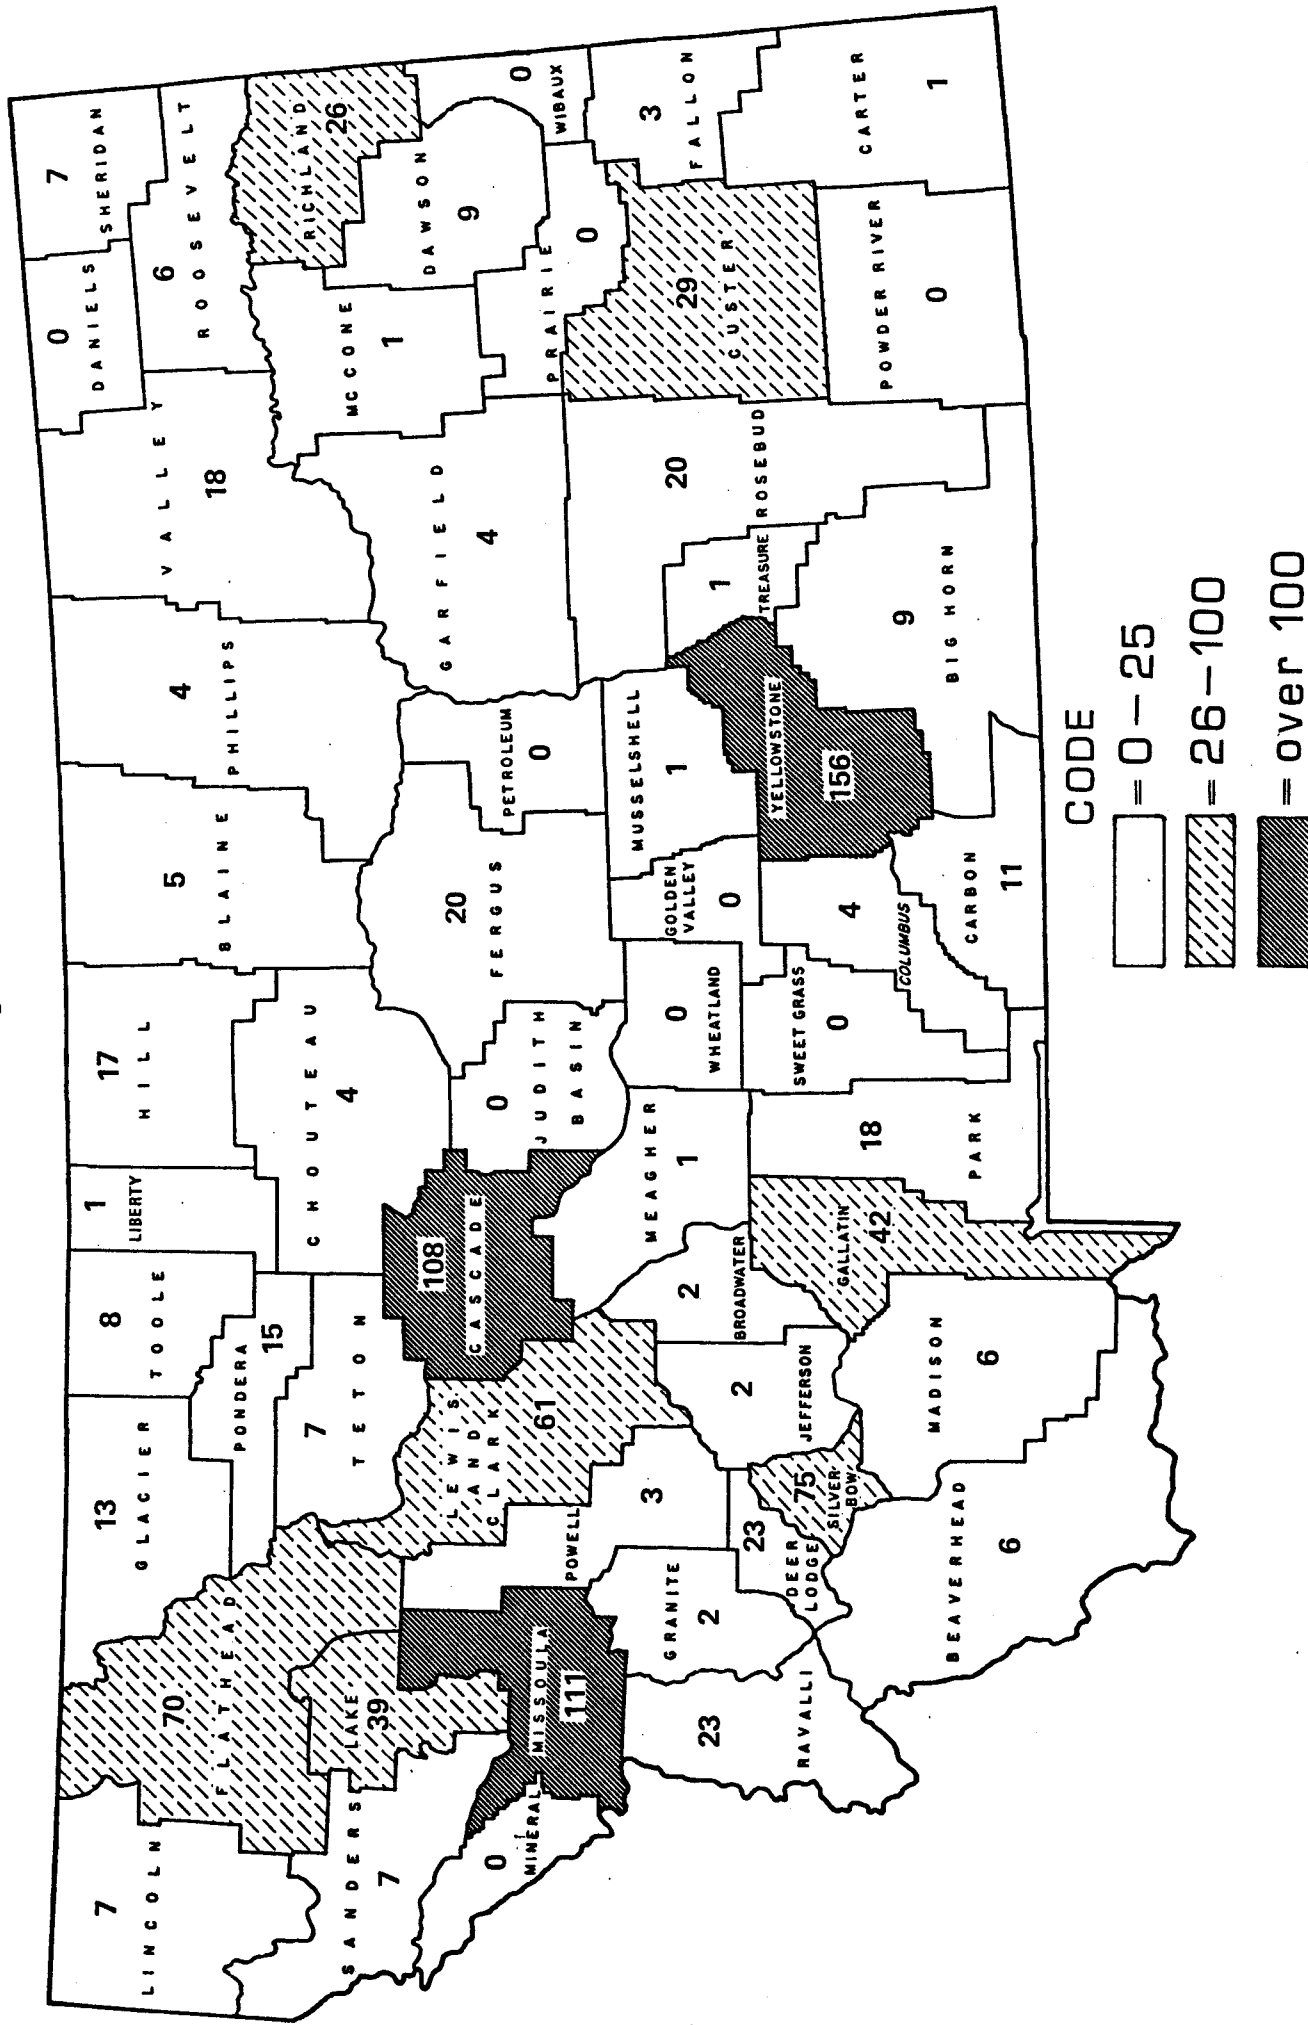 7
LINCOLN
70
FLATHEAD
13
GLACIER
8
TOOLE
1
LIBERTY
17
HILL
5
BLAINE
4
PHILLIPS
18
VALLEY
0
DANIELS
7
SHERIDAN
6
ROOSEVELT
26
RICHLAND
15
PONDERA
7
TETON
4
CHOUTEAU
SANDERS
7
LAKE
39
0
MINERAL
MISSOULA
111
POWELL
3
LEWIS
AND
CLARK
61
108
CASCADE
0
JUDITH
BASIN
20
FERGUS
PETROLEUM
0
GARFIELD
4
MCCONE
1
DAWSON
9
0
WIBAUX
PRAIRIE
0
3
FALLON
29
CUSTER
20
ROSEBUD
1
TREASURE
MUSSELSHELL
1
GOLDEN
VALLEY
0
0
WHEATLAND
MEAGHER
1
2
BROADWATER
2
JEFFERSON
GRANITE
2
23
RAVALLI
23
DEER
LODGE
75
SILVER
BOW
BEAVERHEAD
6
MADISON
6
GALLATIN
42
18
PARK
SWEET GRASS
0
4
COLUMBUS
CARBON
11
YELLOWSTONE
156
9
BIG HORN
POWDER RIVER
0
CARTER
1
CODE
= 0-25
= 26-100
= over 100